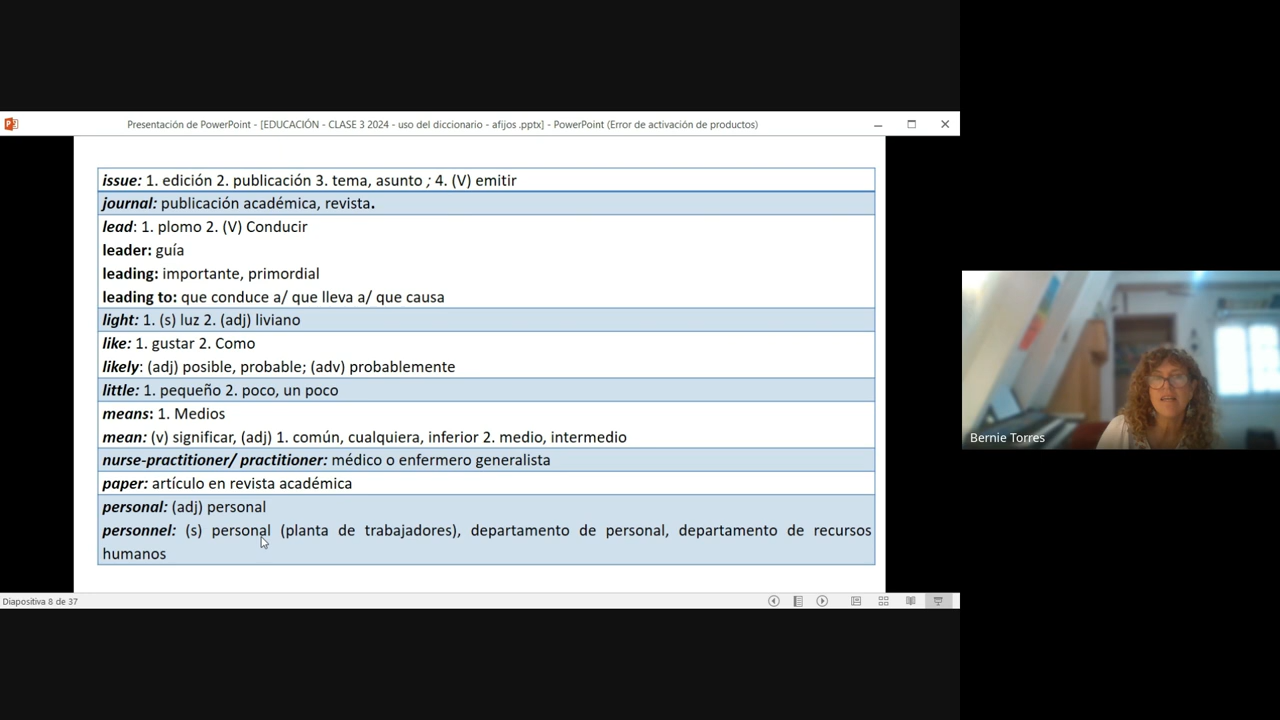 Presentación de PowerPoint - [EDUCACIÓN - CLASE 3 2024 - uso del diccionario - afijos .pptx] - PowerPoint (Error de activación de productos)
issue: 1. edición 2. publicación 3. tema, asunto ; 4. (V) emitir
journal: publicación académica, revista.
lead: 1. plomo 2. (V) Conducir
leader: guía
leading: importante, primordial
leading to: que conduce a/ que lleva a/ que causa
light: 1. (s) luz 2. (adj) liviano
like: 1. gustar 2. Como
likely: (adj) posible, probable; (adv) probablemente
little: 1. pequeño 2. poco, un poco
means: 1. Medios
mean: (v) significar, (adj) 1. común, cualquiera, inferior 2. medio, intermedio
nurse-practitioner/ practitioner: médico o enfermero generalista
paper: artículo en revista académica
personal: (adj) personal
personnel: (s) personal (planta de trabajadores), departamento de personal, departamento de recursos
humanos
Diapositiva 8 de 37
Bernie Torres